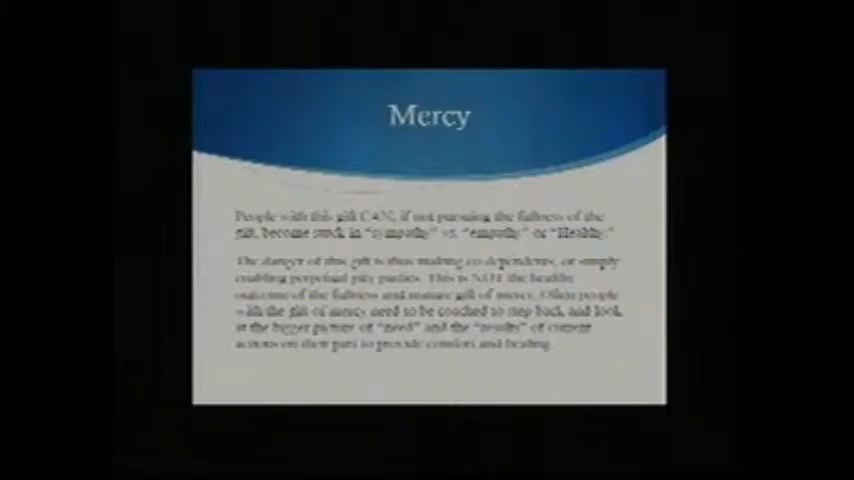 Mercy
People with this gift CAN, if not pursuing the fullness of the
gift, become stuck in "sympathy" vs. "empathy" or "Healthy."
The danger of this gift is thus making co-dependents, or simply
enabling perpetual pity parties. This is NOT the healthy
outcome of the fullness and mature gift of mercy. Often people
with the gift of mercy need to be coached to step back and look
at the bigger picture of "need" and the "results" of current
actions on their part to provide comfort and healing.